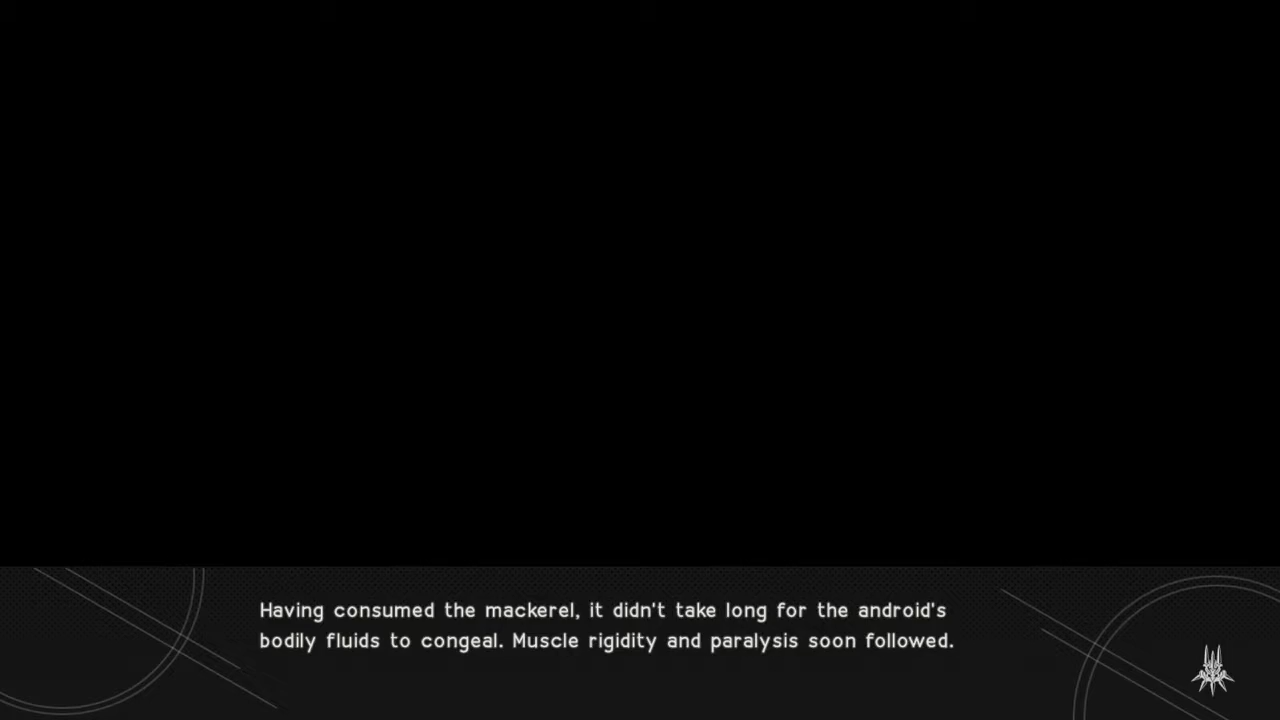 Having consumed the mackerel, it didn't take long for the android's
bodily fluids to congeal. Muscle rigidity and paralysis soon followed.